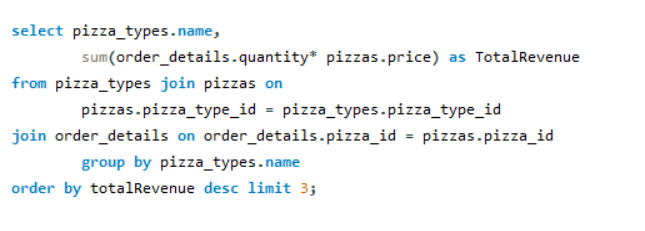 select pizza_types.name,
sum(order_details.quantity* pizzas.price) as TotalRevenue
from pizza_types join pizzas on
pizzas.pizza_type_id = pizza_types.pizza_type_id
join order_details on order_details.pizza_id = pizzas.pizza_id
group by pizza_types.name
order by totalRevenue desc limit 3;